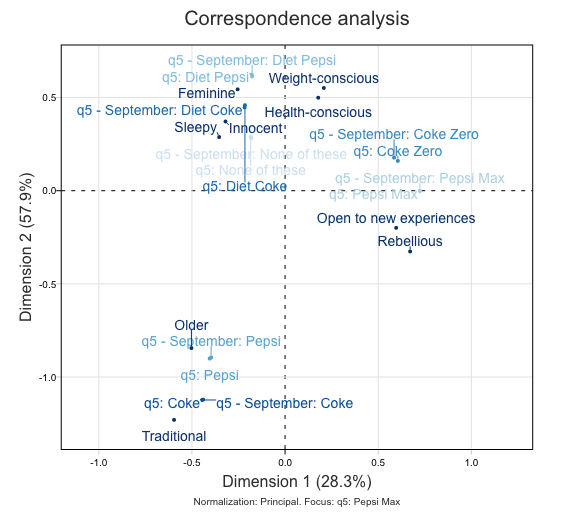 Correspondence analysis
q5 - September: Diet Pepsi
q5: Diet Pepsi
Weight-conscious
Feminine
Health-conscious
q5 - September: Diet Coke
Sleepy
Innocent
q5 - September: Coke Zero
q5: Coke Zero
q5 - September: None of these
q5: None of these
q5 - September: Pepsi Max
q5: Diet Coke
q5: Pepsi Max
Open to new experiences
Rebellious
Older
q5 - September: Pepsi
q5: Pepsi
q5: Coke
q5 - September: Coke
Traditional
0.5
0.0
-0.5
-1.0
Dimension 2 (57.9%)
-1.0 -0.5 0.0 0.5 1.0
Dimension 1 (28.3%)
Normalization: Principal. Focus: q5: Pepsi Max